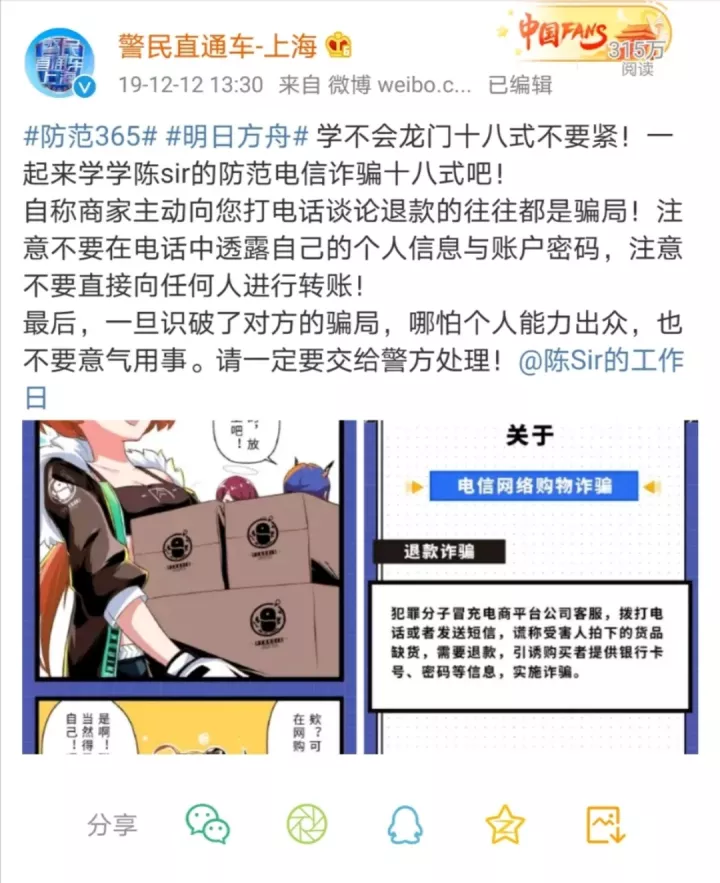 警民直通车-上海
中国FANS
315万
阅读
19-12-12 13:30 来自 微博 weibo.c... 已编辑
警民
直通车
上海
#防范365# #明日方舟# 学不会龙门十八式不要紧！一
起来学学陈sir的防范电信诈骗十八式吧！
自称商家主动向您打电话谈论退款的往往都是骗局！注
意不要在电话中透露自己的个人信息与账户密码，注意
不要直接向任何人进行转账！
最后，一旦识破了对方的骗局，哪怕个人能力出众，也
不要意气用事。请一定要交给警方处理！@陈Sir的工作
日
，放
吧！
是啊！
当然得
自己！
欸？可
在网购
关于
电信网络购物诈骗
退款诈骗
犯罪分子冒充电商平台公司客服，拨打电
话或者发送短信，谎称受害人拍下的货品
缺货，需要退款，引诱购买者提供银行卡
号、密码等信息，实施诈骗。
分享